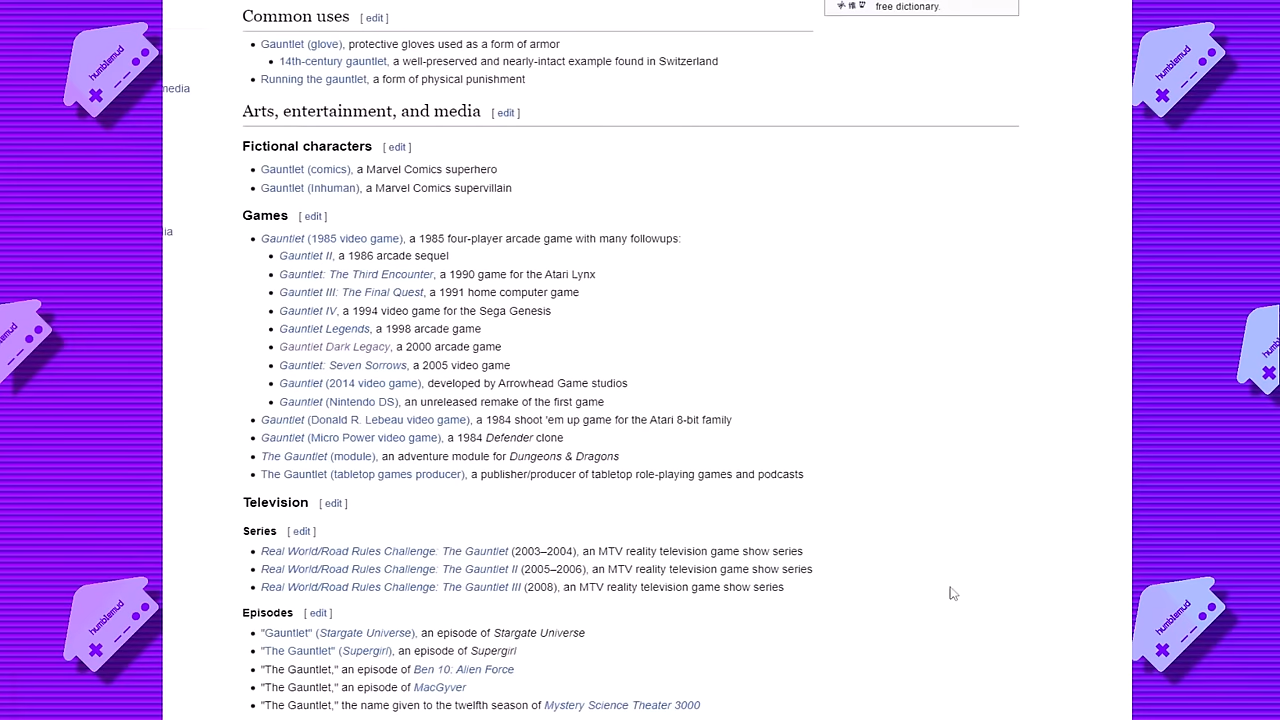 free dictionary.
Common uses [ edit ]
Gauntlet (glove), protective gloves used as a form of armor
14th-century gauntlet, a well-preserved and nearly-intact example found in Switzerland
Running the gauntlet, a form of physical punishment
media
Arts, entertainment, and media [ edit ]
Fictional characters [ edit ]
Gauntlet (comics), a Marvel Comics superhero
Gauntlet (Inhuman), a Marvel Comics supervillain
Games [ edit ]
ia
Gauntlet (1985 video game), a 1985 four-player arcade game with many followups:
Gauntlet II, a 1986 arcade sequel
Gauntlet: The Third Encounter, a 1990 game for the Atari Lynx
Gauntlet III: The Final Quest, a 1991 home computer game
Gauntlet IV, a 1994 video game for the Sega Genesis
Gauntlet Legends, a 1998 arcade game
Gauntlet Dark Legacy, a 2000 arcade game
Gauntlet: Seven Sorrows, a 2005 video game
Gauntlet (2014 video game), developed by Arrowhead Game studios
Gauntlet (Nintendo DS), an unreleased remake of the first game
Gauntlet (Donald R. Lebeau video game), a 1984 shoot 'em up game for the Atari 8-bit family
Gauntlet (Micro Power video game), a 1984 Defender clone
The Gauntlet (module), an adventure module for Dungeons & Dragons
The Gauntlet (tabletop games producer), a publisher/producer of tabletop role-playing games and podcasts
Television [ edit ]
Series [ edit ]
Real World/Road Rules Challenge: The Gauntlet (2003–2004), an MTV reality television game show series
Real World/Road Rules Challenge: The Gauntlet II (2005–2006), an MTV reality television game show series
Real World/Road Rules Challenge: The Gauntlet III (2008), an MTV reality television game show series
Episodes [ edit ]
"Gauntlet" (Stargate Universe), an episode of Stargate Universe
"The Gauntlet" (Supergirl), an episode of Supergirl
"The Gauntlet," an episode of Ben 10: Alien Force
"The Gauntlet," an episode of MacGyver
"The Gauntlet," the name given to the twelfth season of Mystery Science Theater 3000
humblemud
humblemud
humblemud
humblemud
humblemud
humb